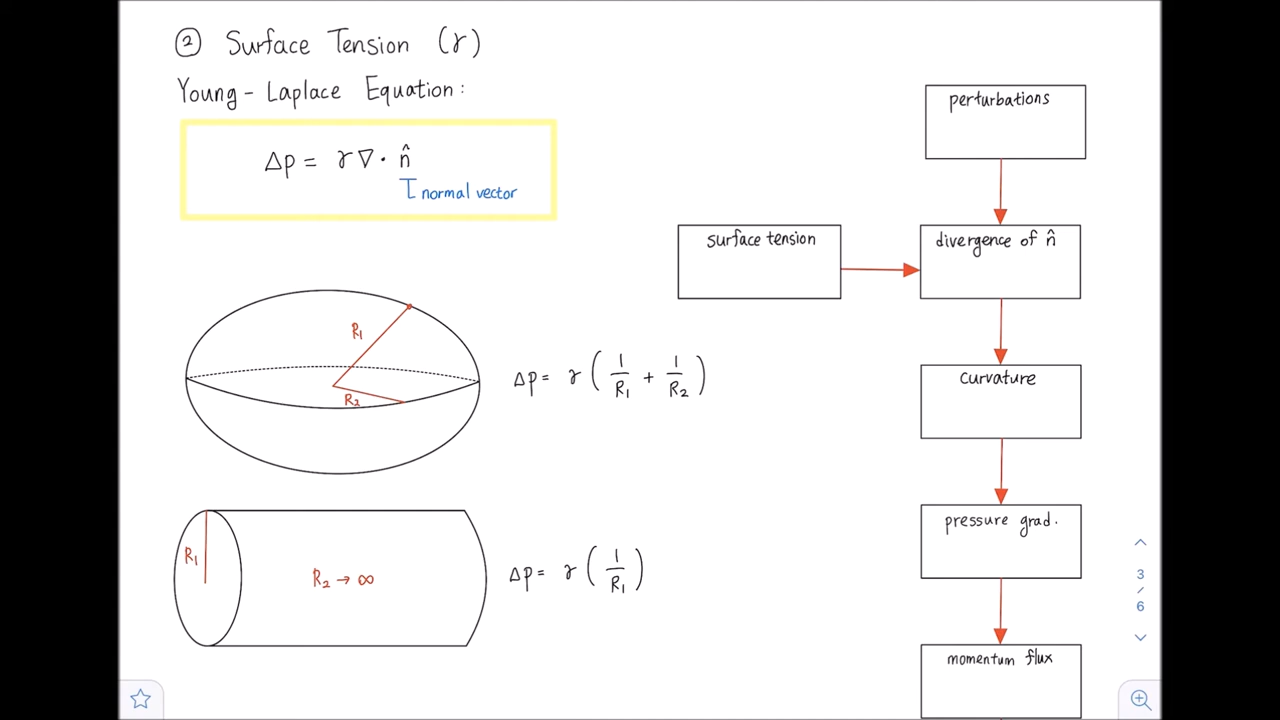 ② Surface Tension (γ)
Young - Laplace Equation:
Δp = γ ∇ · n̂
normal vector
R₁
R₂
Δp = γ ( 1/R₁ + 1/R₂ )
R₁
R₂ → ∞
Δp = γ ( 1/R₁ )
perturbations
surface tension
divergence of n̂
curvature
pressure grad.
momentum flux
3
/
6